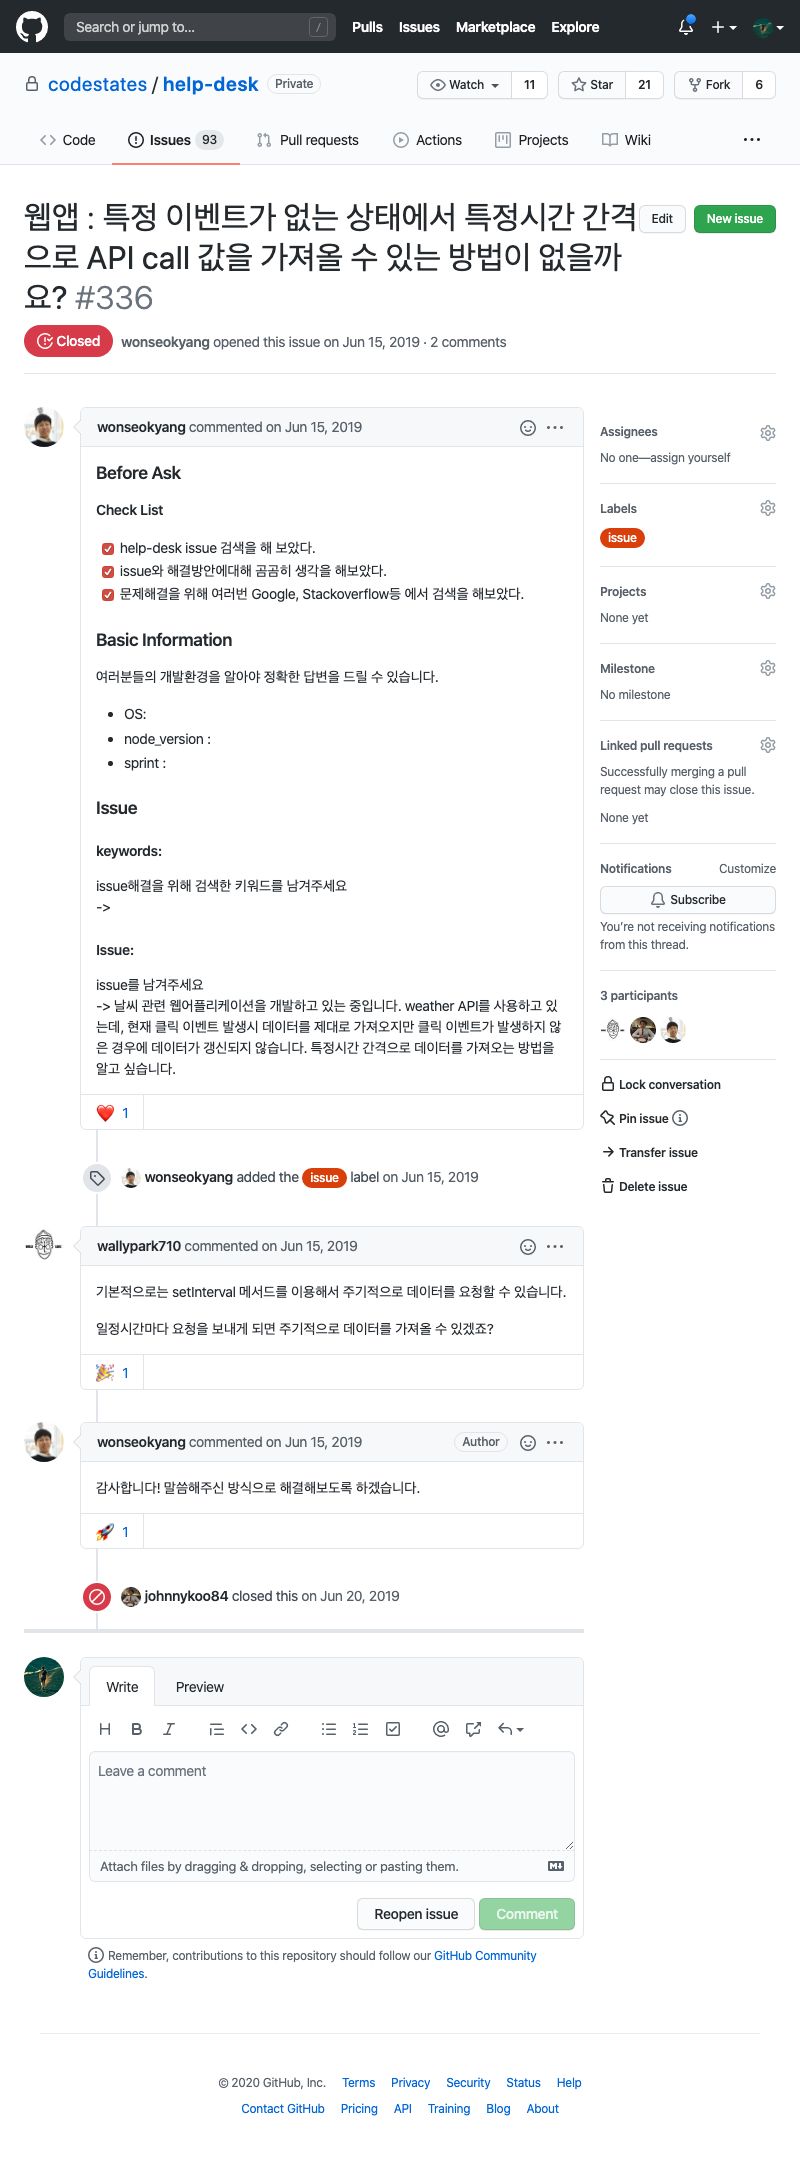 Search or jump to...
/
Pulls
Issues
Marketplace
Explore
codestates / help-desk
Private
Watch
11
Star
21
Fork
6
Code
Issues
93
Pull requests
Actions
Projects
Wiki
웹앱 : 특정 이벤트가 없는 상태에서 특정시간 간격
으로 API call 값을 가져올 수 있는 방법이 없을까
요? #336
Edit
New issue
Closed
wonseokyang opened this issue on Jun 15, 2019 · 2 comments
wonseokyang commented on Jun 15, 2019
Before Ask
Check List
help-desk issue 검색을 해 보았다.
issue와 해결방안에대해 곰곰히 생각을 해보았다.
문제해결을 위해 여러번 Google, Stackoverflow등 에서 검색을 해보았다.
Basic Information
여러분들의 개발환경을 알아야 정확한 답변을 드릴 수 있습니다.
OS:
node_version :
sprint :
Issue
keywords:
issue해결을 위해 검색한 키워드를 남겨주세요
->
Issue:
issue를 남겨주세요
-> 날씨 관련 웹어플리케이션을 개발하고 있는 중입니다. weather API를 사용하고 있
는데, 현재 클릭 이벤트 발생시 데이터를 제대로 가져오지만 클릭 이벤트가 발생하지 않
은 경우에 데이터가 갱신되지 않습니다. 특정시간 간격으로 데이터를 가져오는 방법을
알고 싶습니다.
❤️ 1
wonseokyang added the issue label on Jun 15, 2019
wallypark710 commented on Jun 15, 2019
기본적으로는 setInterval 메서드를 이용해서 주기적으로 데이터를 요청할 수 있습니다.
일정시간마다 요청을 보내게 되면 주기적으로 데이터를 가져올 수 있겠죠?
🎉 1
wonseokyang commented on Jun 15, 2019
Author
감사합니다! 말씀해주신 방식으로 해결해보도록 하겠습니다.
🚀 1
johnnykoo84 closed this on Jun 20, 2019
Assignees
No one—assign yourself
Labels
issue
Projects
None yet
Milestone
No milestone
Linked pull requests
Successfully merging a pull
request may close this issue.
None yet
Notifications
Customize
Subscribe
You're not receiving notifications
from this thread.
3 participants
Lock conversation
Pin issue
Transfer issue
Delete issue
Write
Preview
Leave a comment
Attach files by dragging & dropping, selecting or pasting them.
Reopen issue
Comment
Remember, contributions to this repository should follow our GitHub Community
Guidelines.
© 2020 GitHub, Inc.
Terms
Privacy
Security
Status
Help
Contact GitHub
Pricing
API
Training
Blog
About